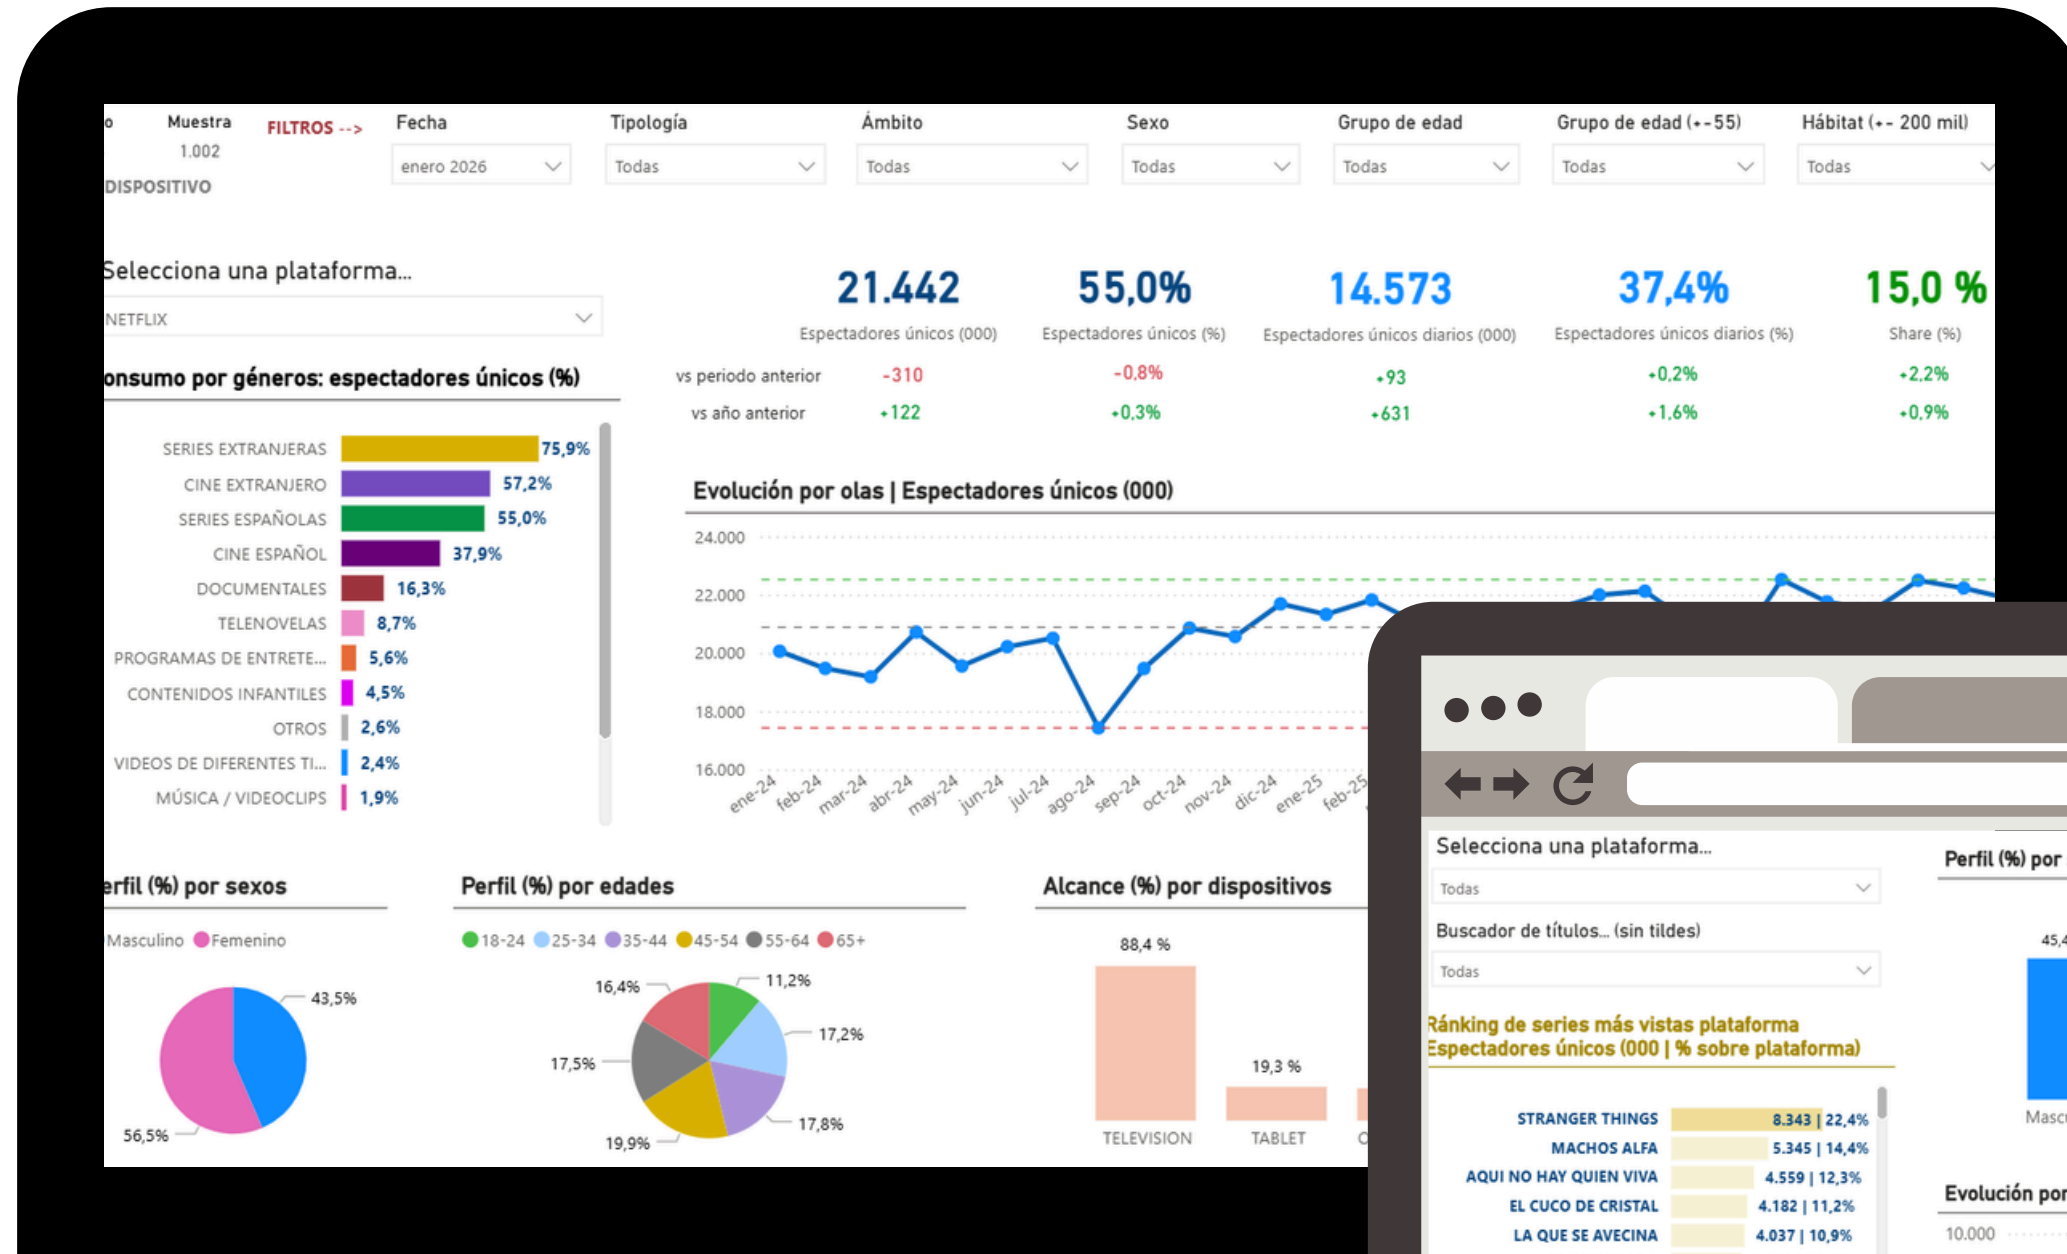 o Muestra FILTROS --> Fecha Tipología Ámbito Sexo Grupo de edad Grupo de edad (+-55) Hábitat (+- 200 mil)
1.002 enero 2026 Todas Todas Todas Todas Todas Todas
DISPOSITIVO
Selecciona una plataforma...
NETFLIX
21.442 55,0% 14.573 37,4% 15,0 %
Espectadores únicos (000) Espectadores únicos (%) Espectadores únicos diarios (000) Espectadores únicos diarios (%) Share (%)
vs periodo anterior -310 -0,8% +93 +0,2% +2,2%
vs año anterior +122 +0,3% +631 +1,6% +0,9%
onsumo por géneros: espectadores únicos (%)
SERIES EXTRANJERAS 75,9%
CINE EXTRANJERO 57,2%
SERIES ESPAÑOLAS 55,0%
CINE ESPAÑOL 37,9%
DOCUMENTALES 16,3%
TELENOVELAS 8,7%
PROGRAMAS DE ENTRETE... 5,6%
CONTENIDOS INFANTILES 4,5%
OTROS 2,6%
VIDEOS DE DIFERENTES TI... 2,4%
MÚSICA / VIDEOCLIPS 1,9%
Evolución por olas | Espectadores únicos (000)
24.000
22.000
20.000
18.000
16.000
ene-24 feb-24 mar-24 abr-24 may-24 jun-24 jul-24 ago-24 sep-24 oct-24 nov-24 dic-24 ene-25 feb-25
erfil (%) por sexos
Masculino Femenino
43,5%
56,5%
Perfil (%) por edades
18-24 25-34 35-44 45-54 55-64 65+
16,4% 11,2%
17,2%
17,5%
17,8%
19,9%
Alcance (%) por dispositivos
88,4 %
19,3 %
TELEVISION TABLET O
Selecciona una plataforma...
Todas
Buscador de títulos... (sin tildes)
Todas
Ránking de series más vistas plataforma
Espectadores únicos (000 | % sobre plataforma)
STRANGER THINGS 8.343 | 22,4%
MACHOS ALFA 5.345 | 14,4%
AQUI NO HAY QUIEN VIVA 4.559 | 12,3%
EL CUCO DE CRISTAL 4.182 | 11,2%
LA QUE SE AVECINA 4.037 | 10,9%
Perfil (%) por
45,4
Mascu
Evolución por
10.000